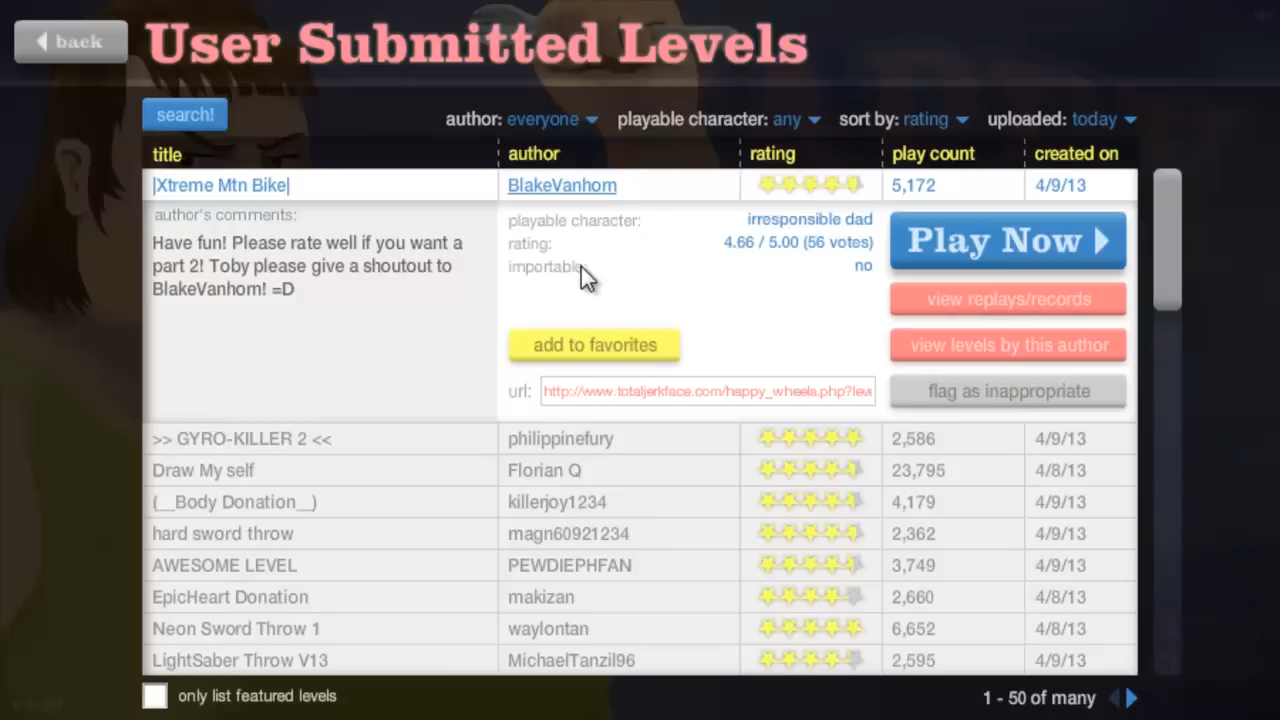 back
User Submitted Levels
search!
author: everyone playable character: any sort by: rating uploaded: today
title author rating play count created on
|Xtreme Mtn Bike| BlakeVanhorn 5,172 4/9/13
author's comments:
Have fun! Please rate well if you want a
part 2! Toby please give a shoutout to
BlakeVanhorn! =D
playable character: irresponsible dad
rating: 4.66 / 5.00 (56 votes)
importable: no
add to favorites
url: http://www.totaljerkface.com/happy_wheels.php?lev
Play Now
view replays/records
view levels by this author
flag as inappropriate
>> GYRO-KILLER 2 << philippinefury 2,586 4/9/13
Draw My self Florian Q 23,795 4/8/13
(__Body Donation__) killerjoy1234 4,179 4/9/13
hard sword throw magn60921234 2,362 4/9/13
AWESOME LEVEL PEWDIEPHFAN 3,749 4/9/13
EpicHeart Donation makizan 2,660 4/8/13
Neon Sword Throw 1 waylontan 6,652 4/8/13
LightSaber Throw V13 MichaelTanzil96 2,595 4/9/13
only list featured levels
1 - 50 of many